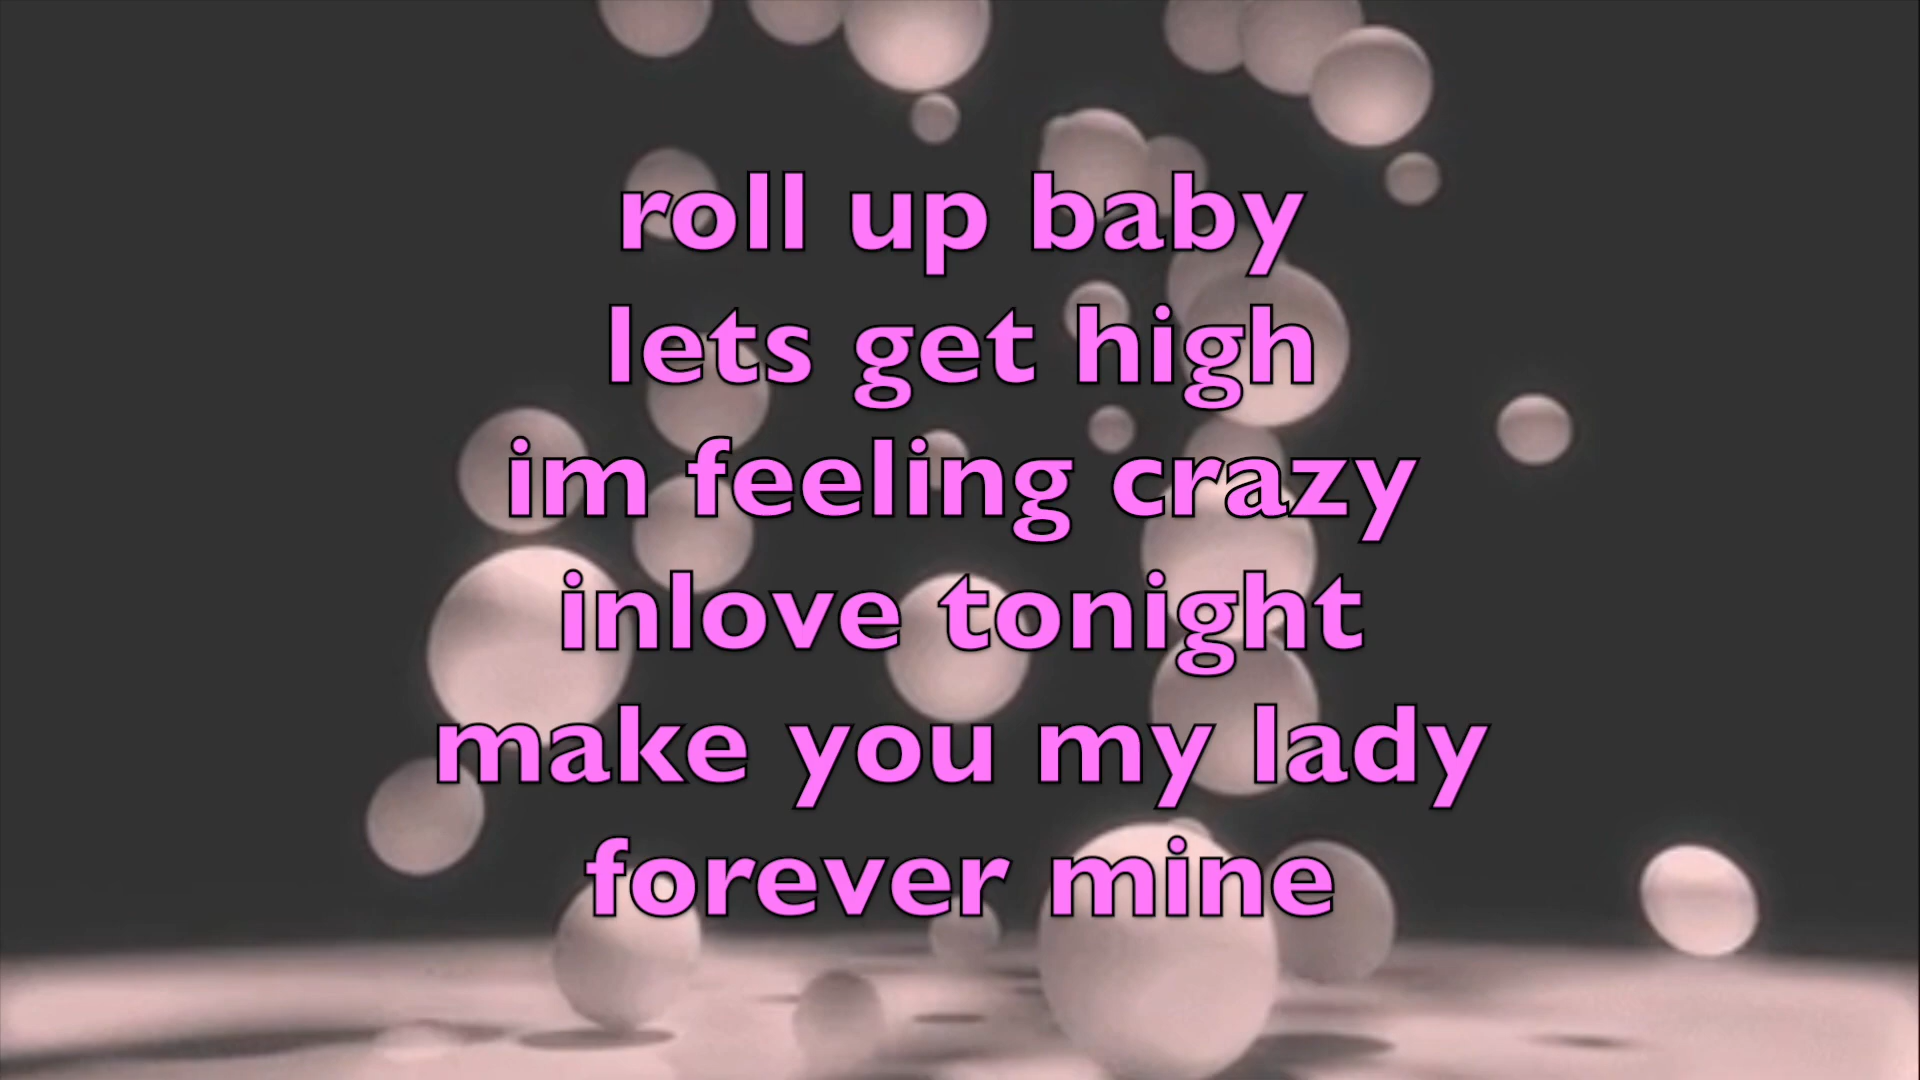 roll up baby
lets get high
im feeling crazy
inlove tonight
make you my lady
forever mine